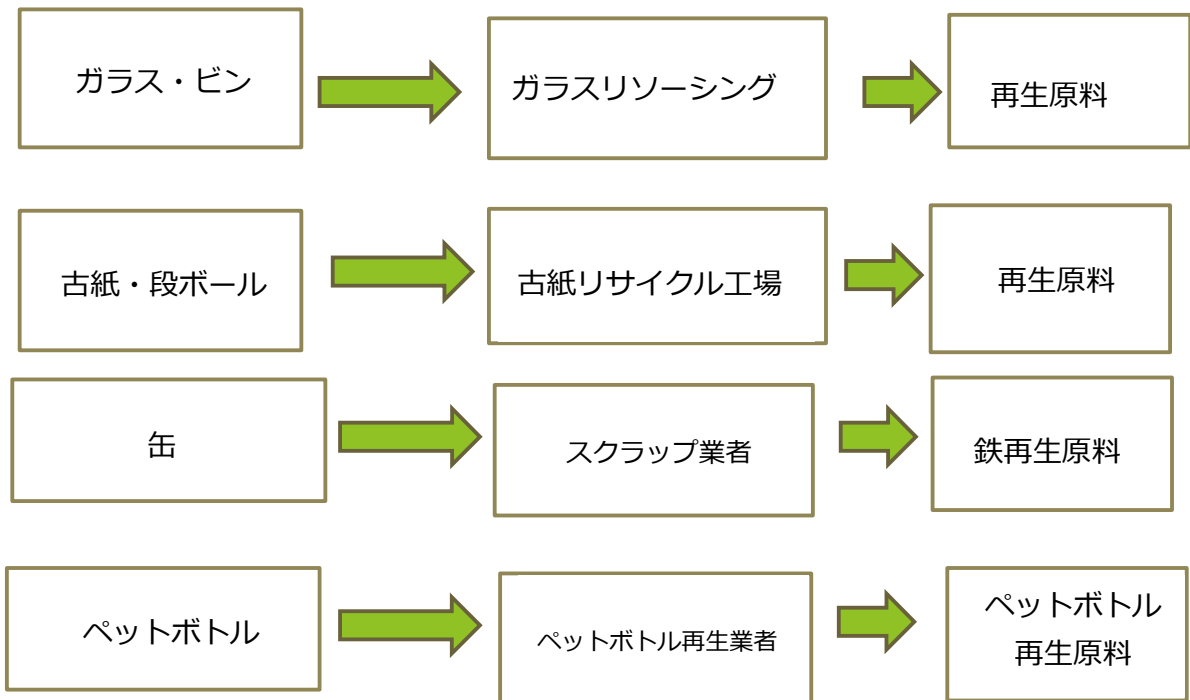 ガラス・ビン
ガラスリソーシング
再生原料
古紙・段ボール
古紙リサイクル工場
再生原料
缶
スクラップ業者
鉄再生原料
ペットボトル
ペットボトル再生業者
ペットボトル
再生原料